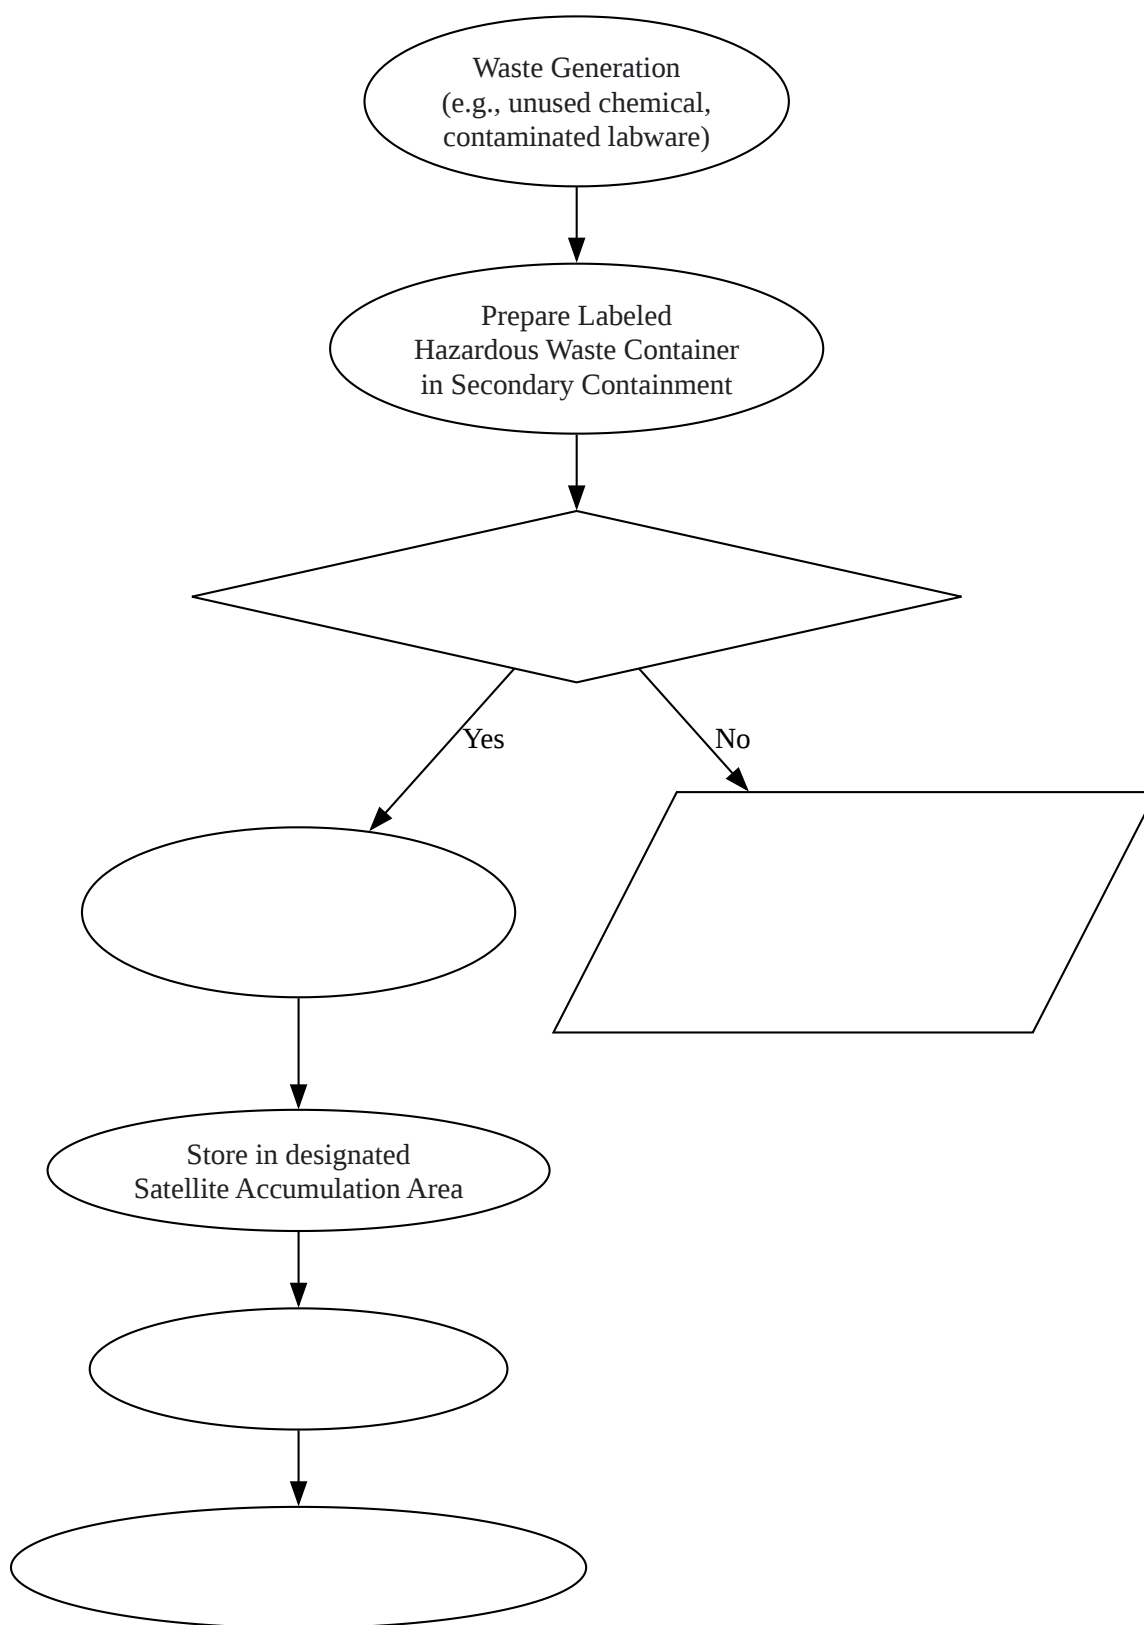 Waste Generation
(e.g., unused chemical,
contaminated labware)
Prepare Labeled
Hazardous Waste Container
in Secondary Containment
Yes
No
Store in designated
Satellite Accumulation Area